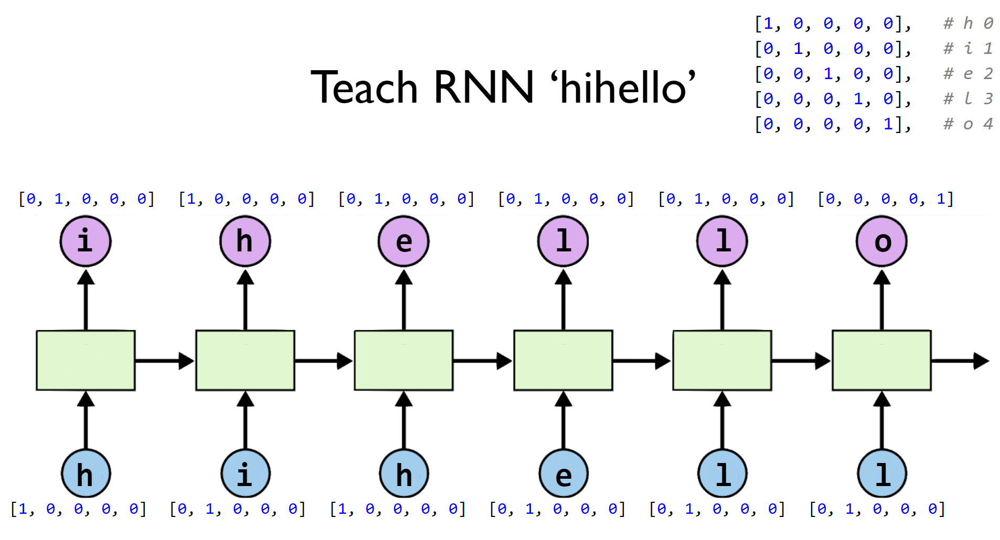 [1, 0, 0, 0, 0],   # h 0
[0, 1, 0, 0, 0],   # i 1
[0, 0, 1, 0, 0],   # e 2
[0, 0, 0, 1, 0],   # l 3
[0, 0, 0, 0, 1],   # o 4
Teach RNN ‘hihello’
[0, 1, 0, 0, 0] [1, 0, 0, 0, 0] [0, 1, 0, 0, 0] [0, 1, 0, 0, 0] [0, 1, 0, 0, 0] [0, 0, 0, 0, 1]
i h e l l o
h i h e l l
[1, 0, 0, 0, 0] [0, 1, 0, 0, 0] [1, 0, 0, 0, 0] [0, 1, 0, 0, 0] [0, 1, 0, 0, 0] [0, 1, 0, 0, 0]